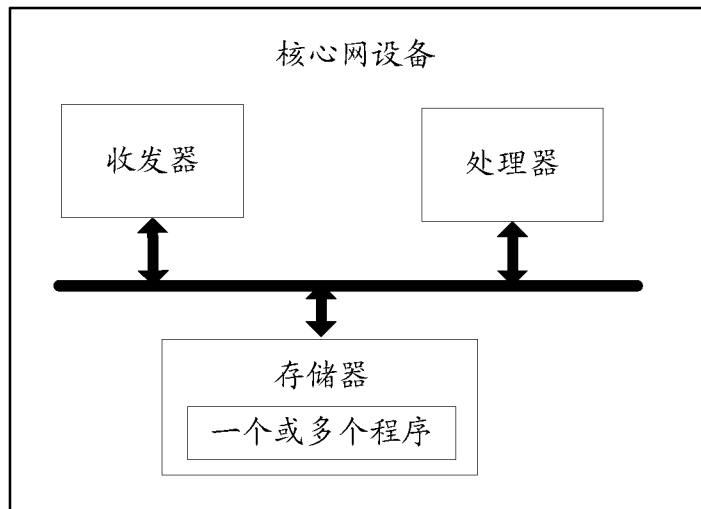 核心网设备
收发器
处理器
存储器
一个或多个程序